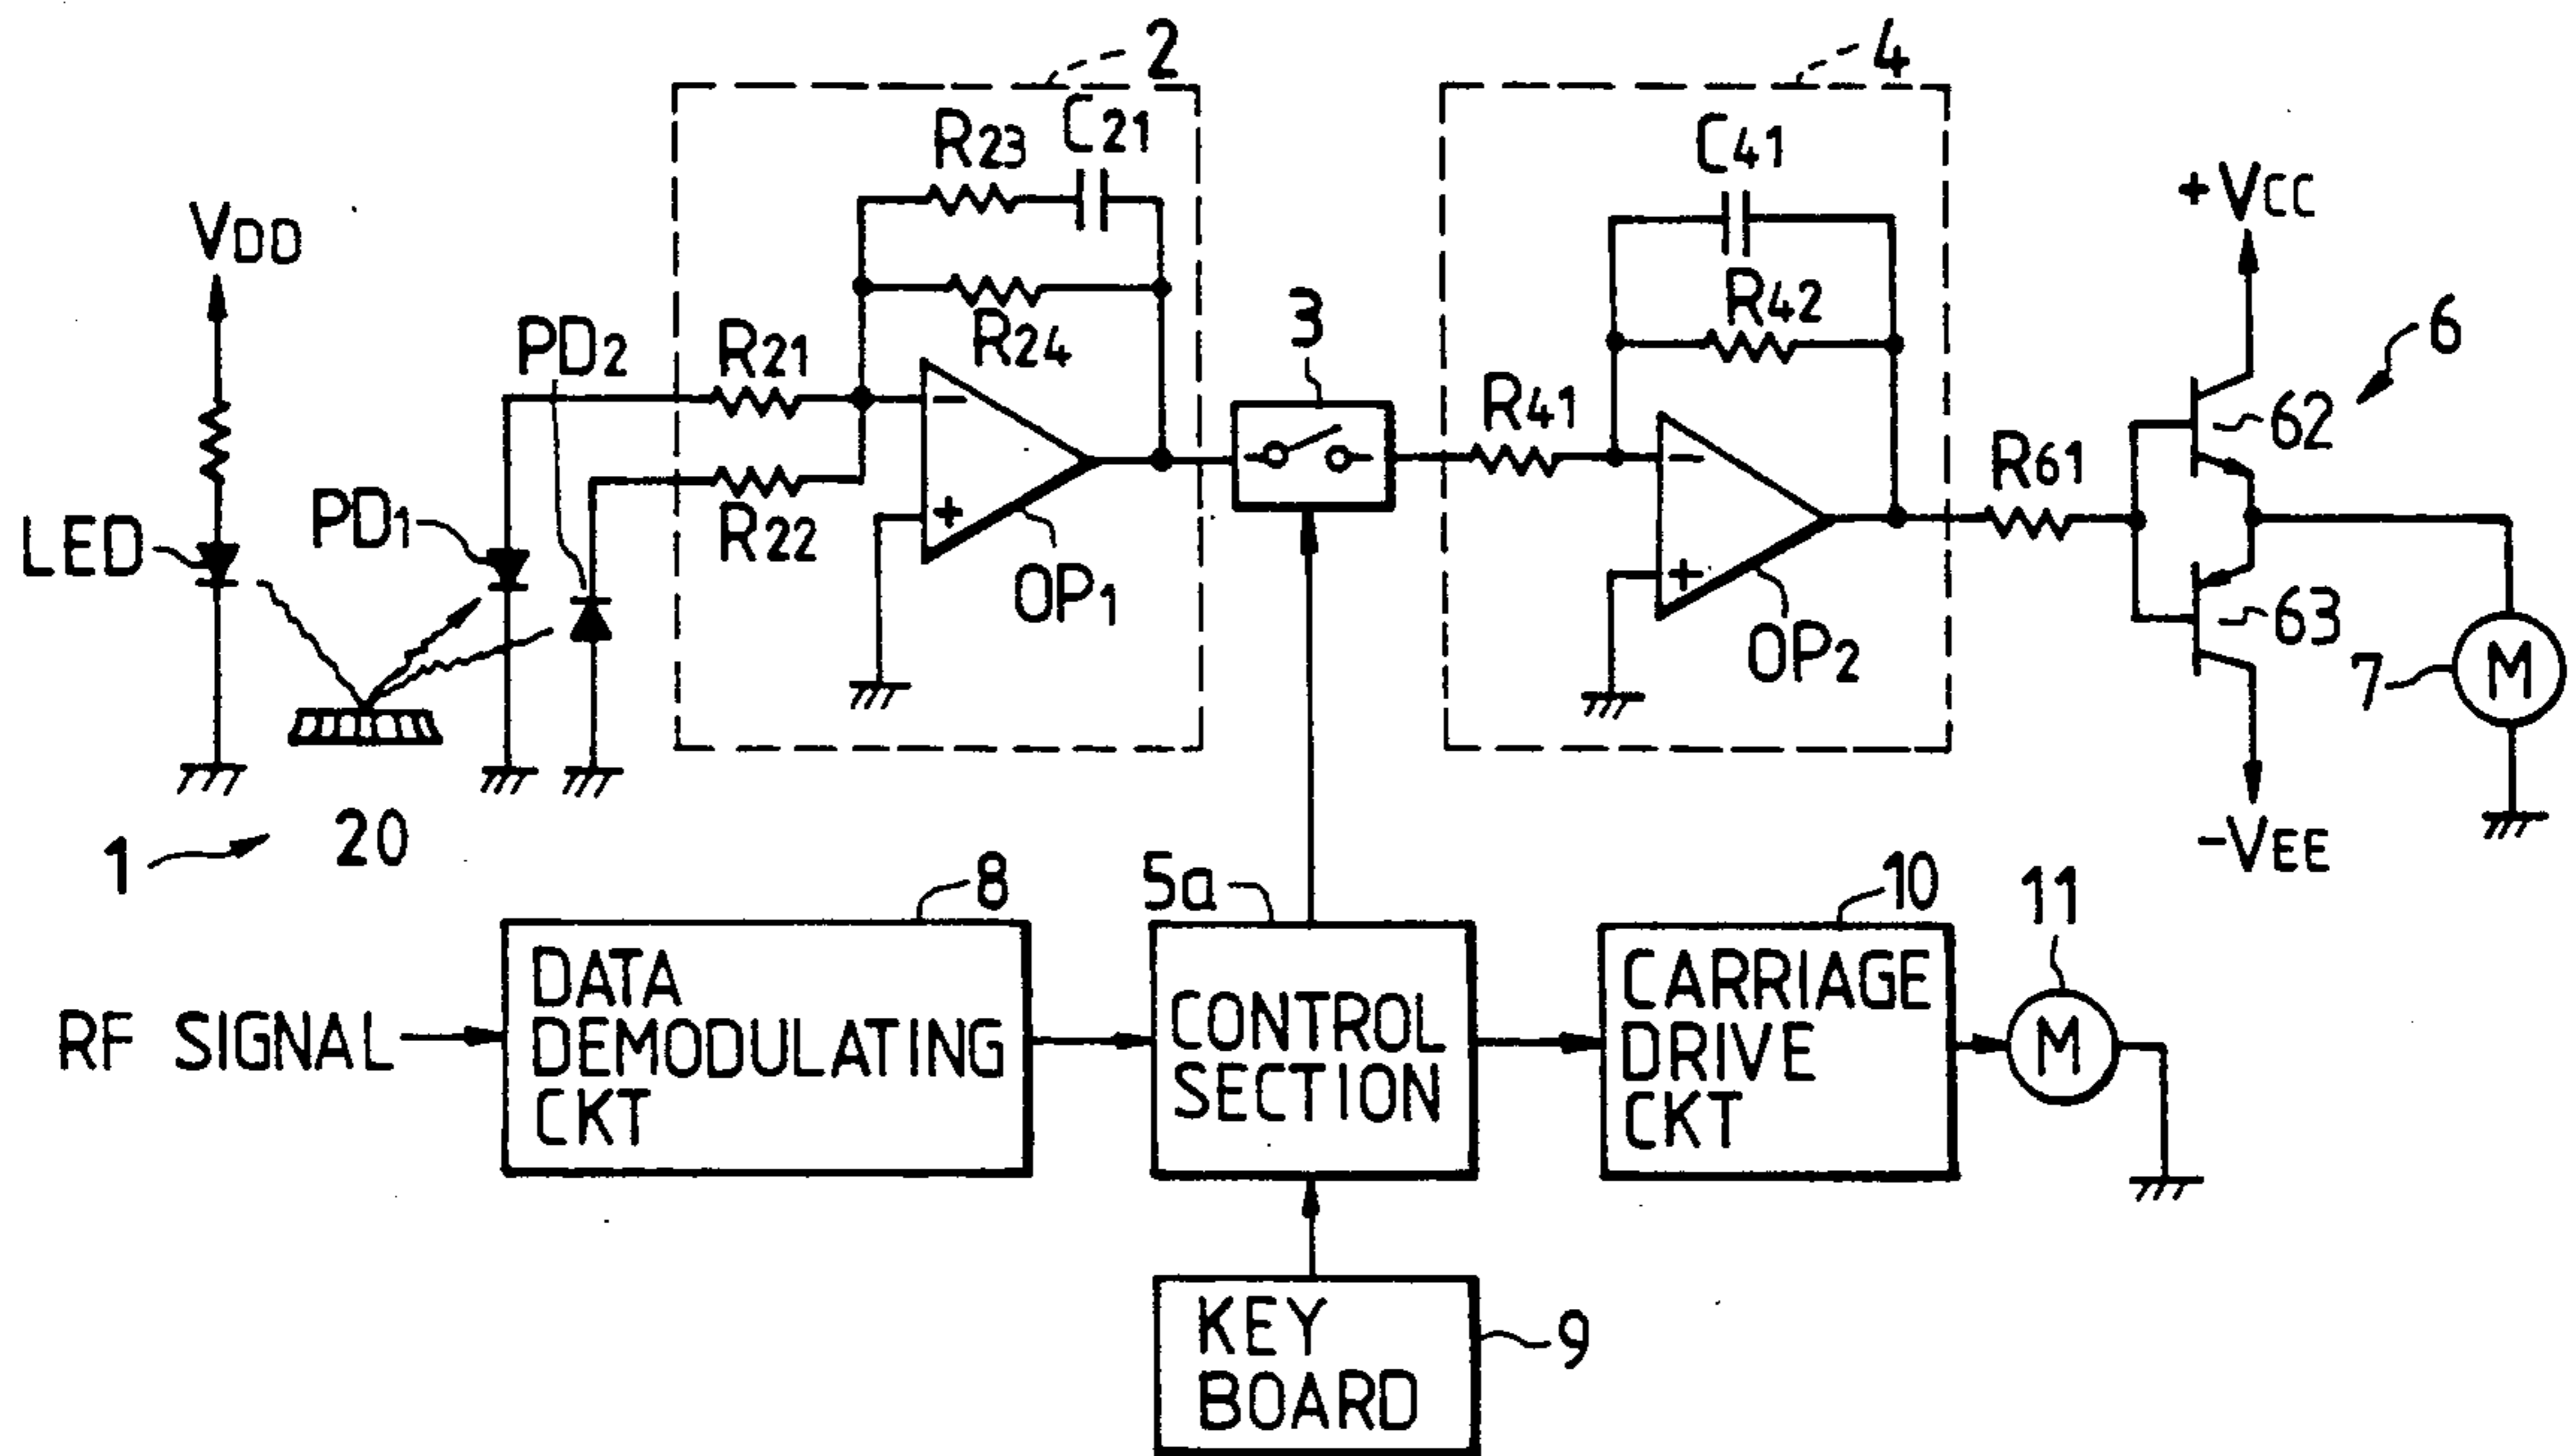 2
4
R23
C21
C41
+VCC
VDD
R42
R24
3
6
PD2
R21
R41
62
R61
PD1
LED
R22
OP1
63
OP2
7
M
1
20
-VEE
8
5a
10
11
RF SIGNAL
DATA
DEMODULATING
CKT
CONTROL
SECTION
CARRIAGE
DRIVE
CKT
M
KEY
BOARD
9